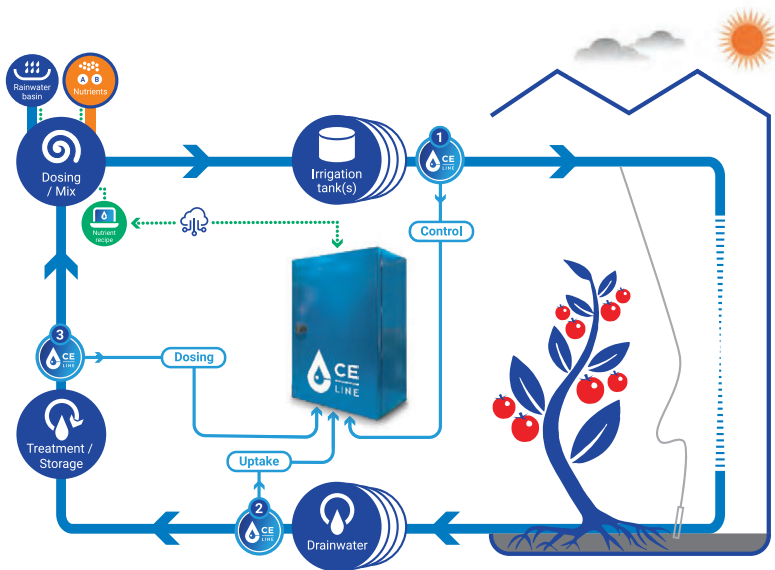 Rainwater
basin
A B
Nutrients
Dosing
/ Mix
Nutrient
recipe
Irrigation
tank(s)
1
CE
LINE
Control
CE
LINE
3
CE
LINE
Dosing
Treatment /
Storage
Uptake
2
CE
LINE
Drainwater